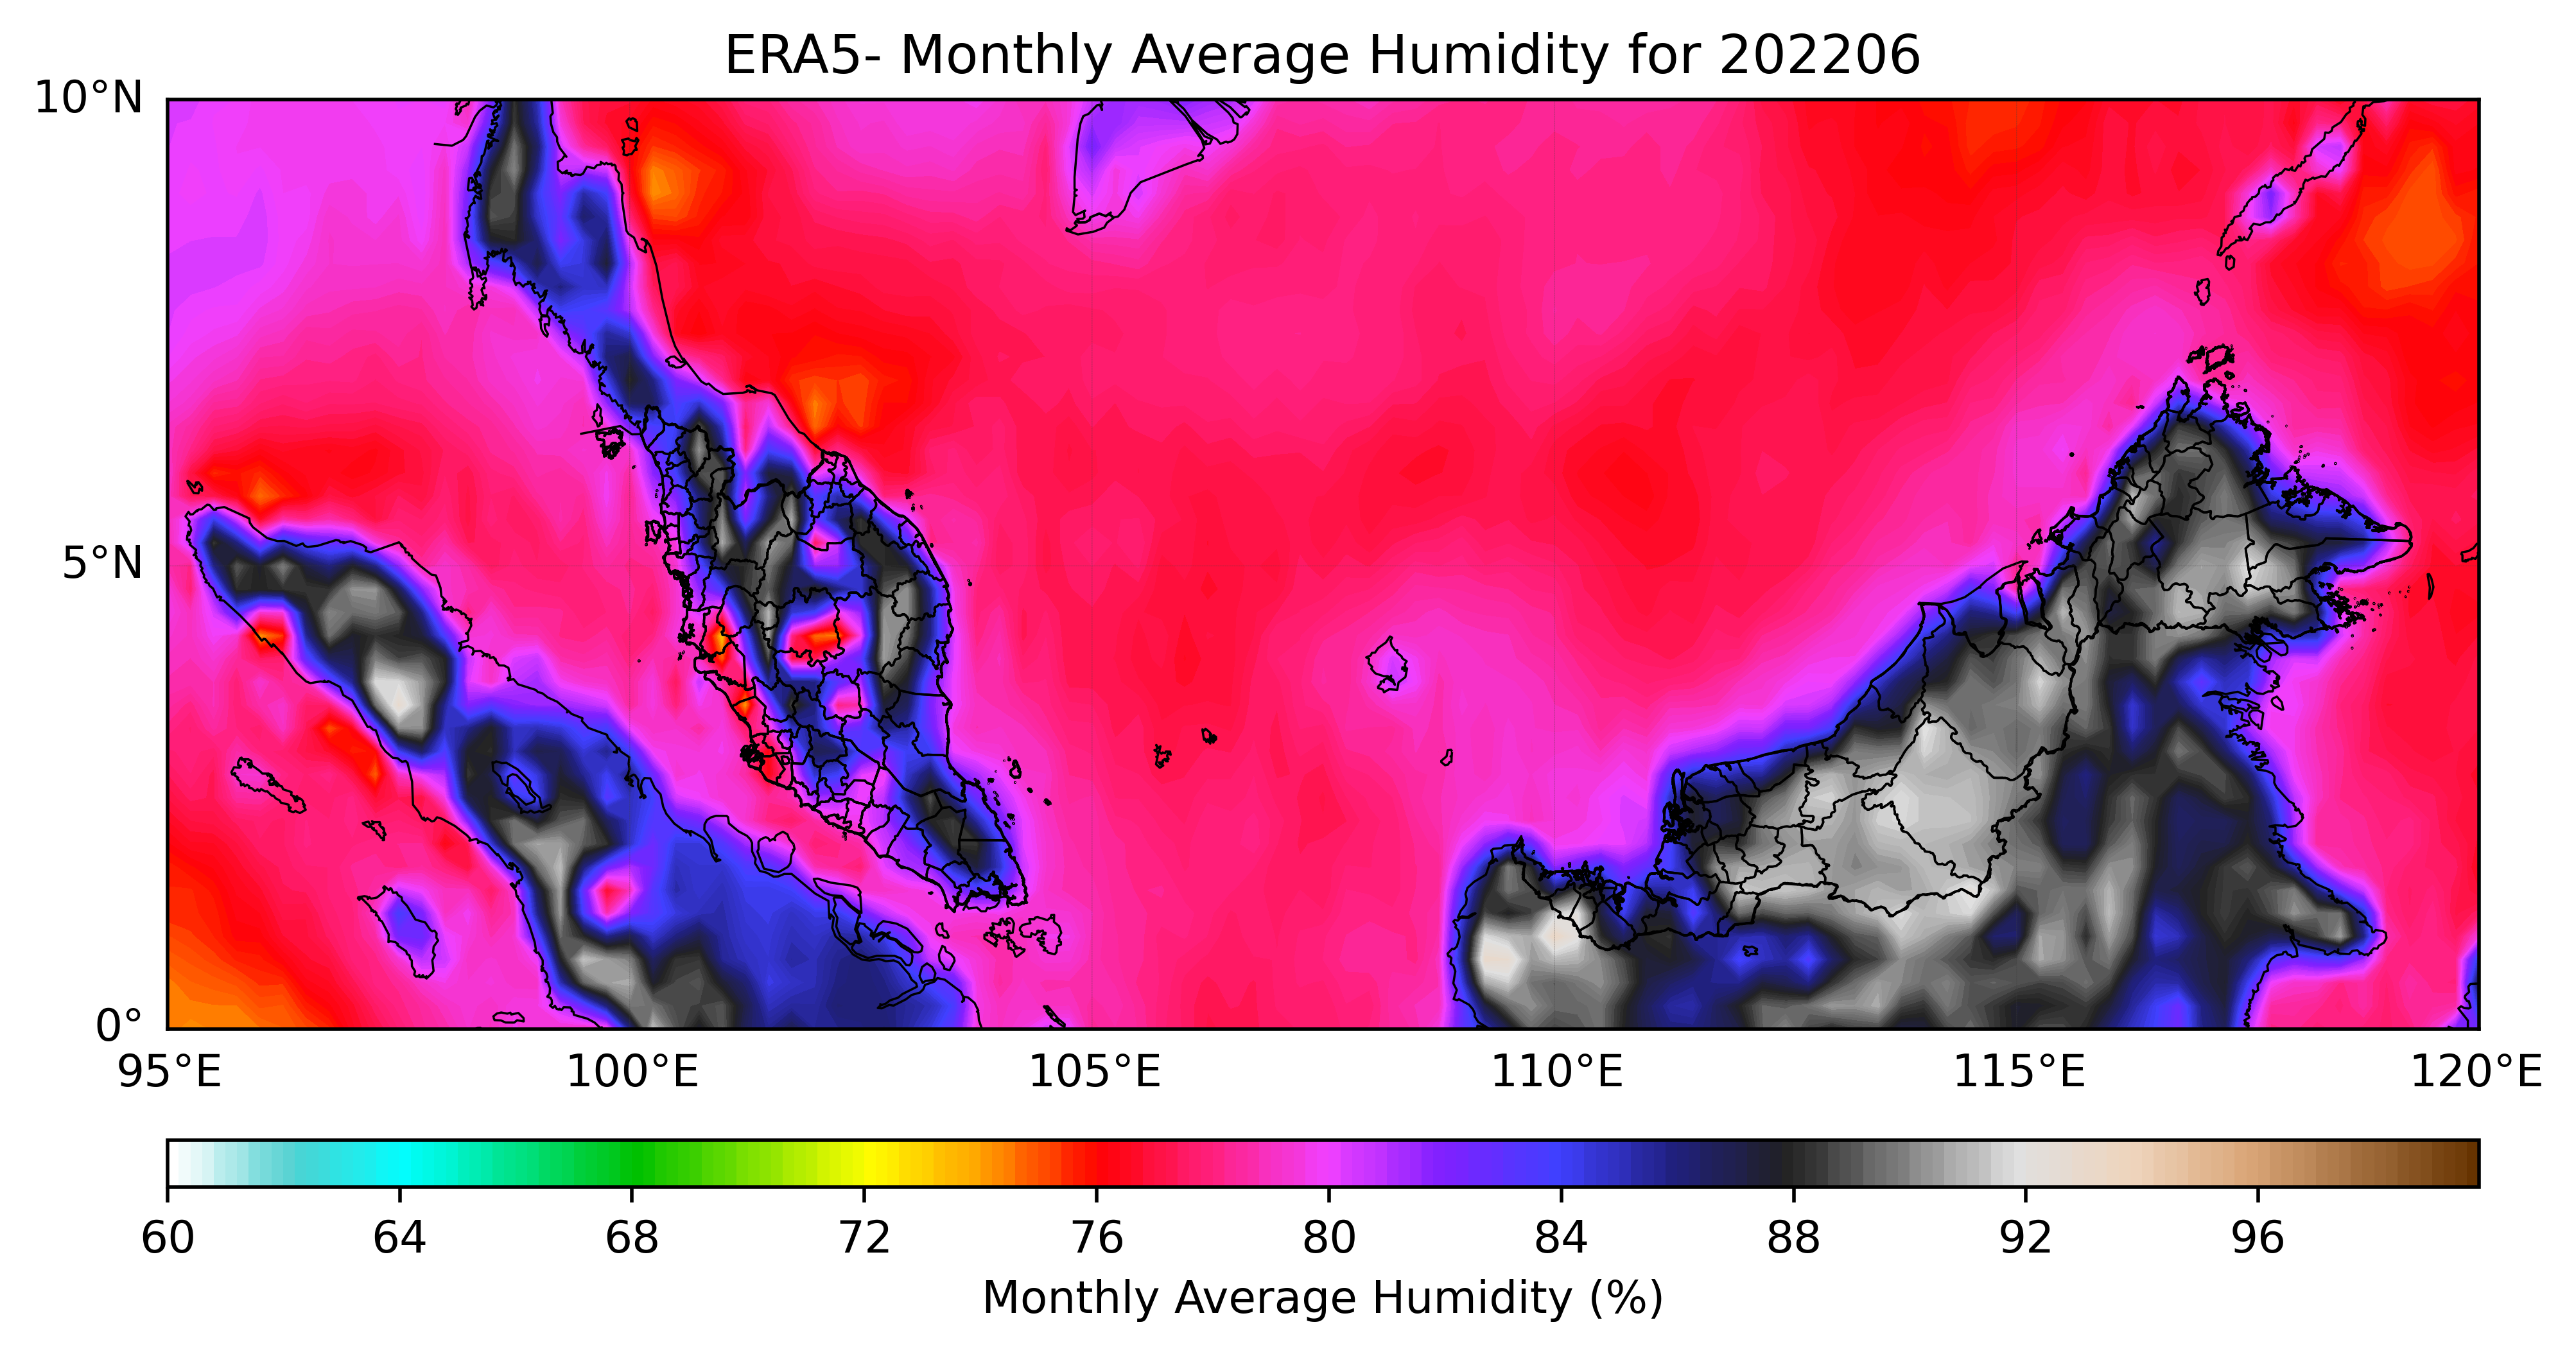 ERA5- Monthly Average Humidity for 202206
10°N
5°N
0°
95°E 100°E 105°E 110°E 115°E 120°E
60 64 68 72 76 80 84 88 92 96
Monthly Average Humidity (%)